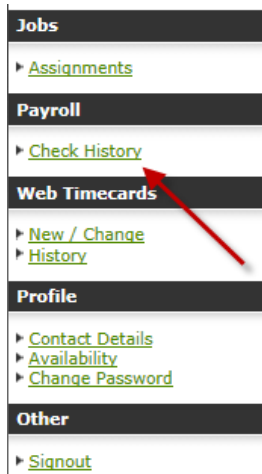 Jobs
Assignments
Payroll
Check History
Web Timecards
New / Change
History
Profile
Contact Details
Availability
Change Password
Other
Signout